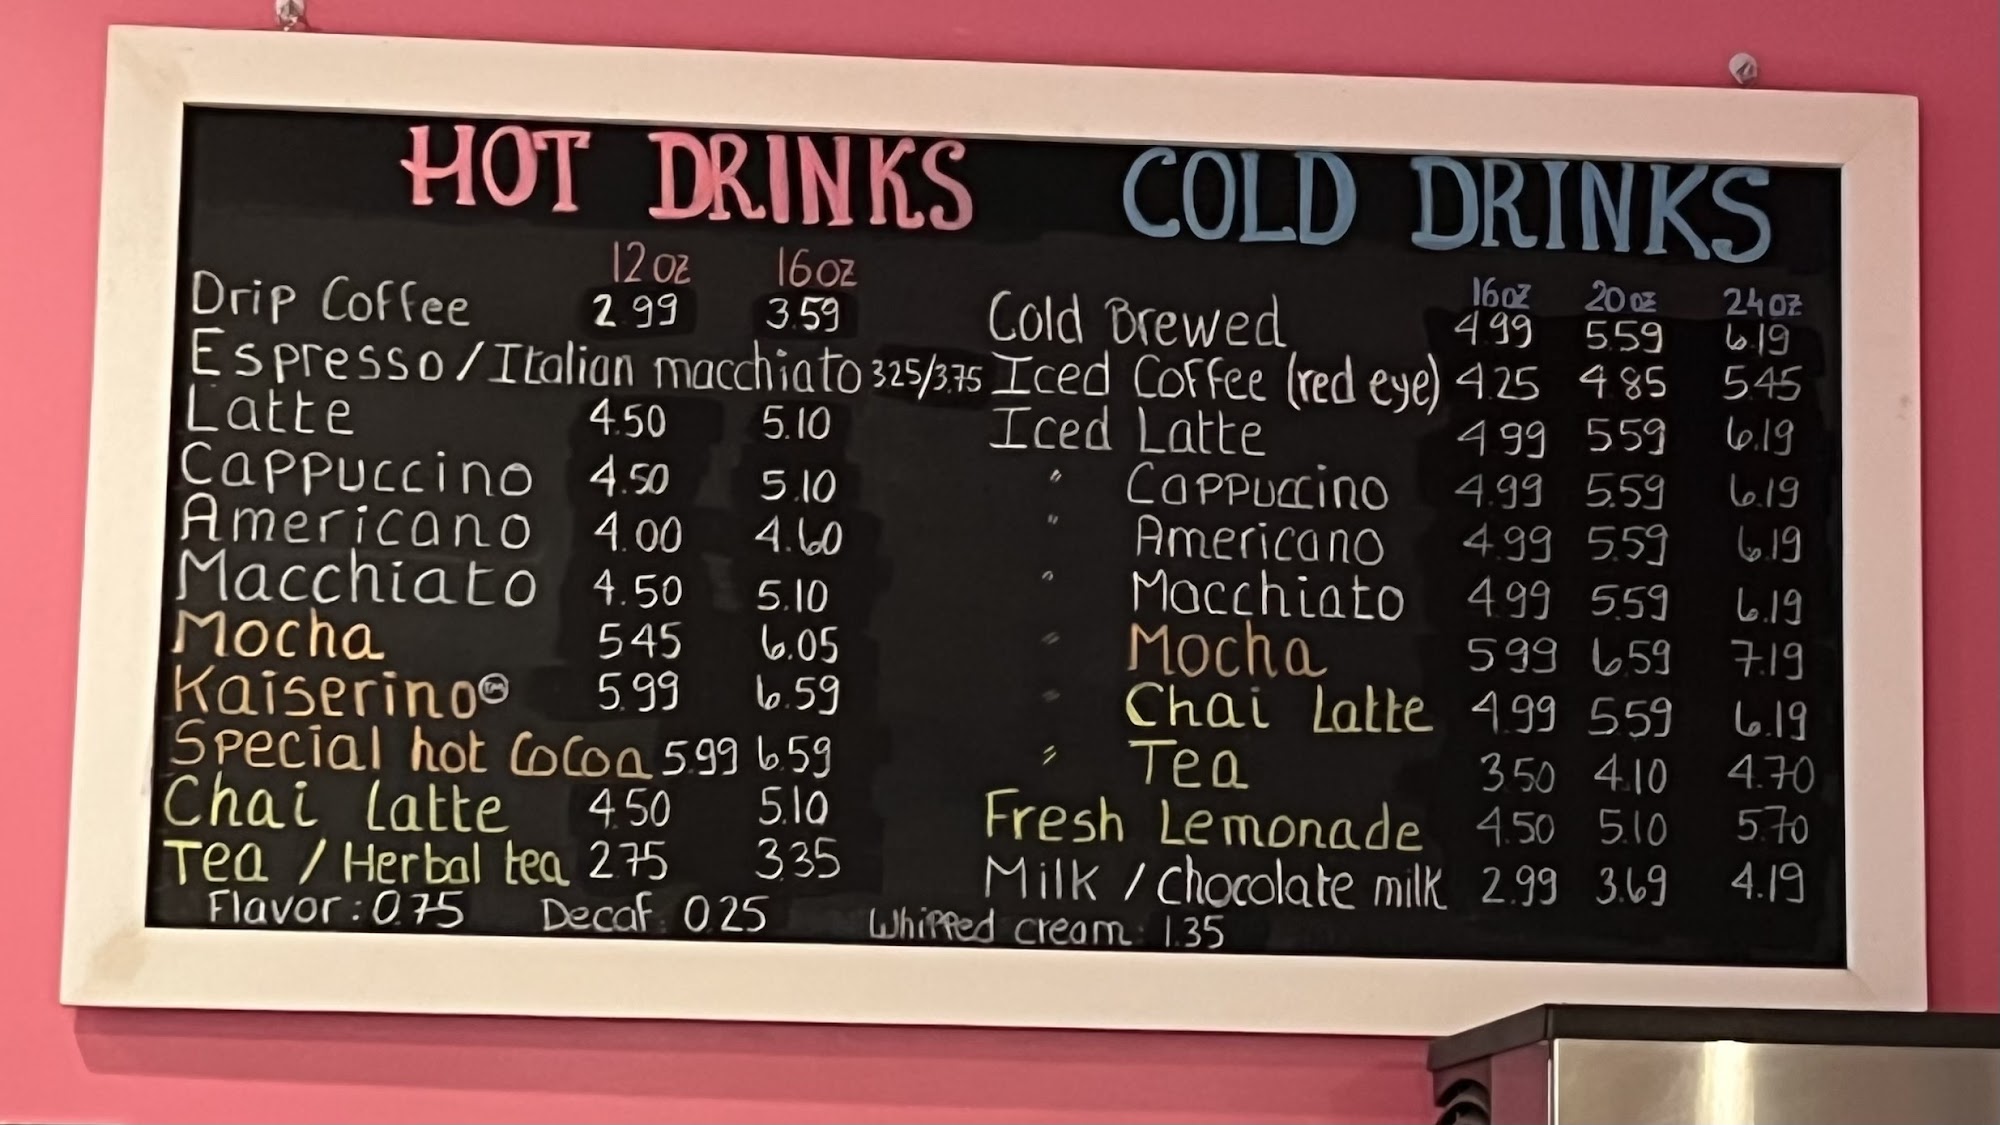 HOT DRINKS
12oz 16oz
Drip Coffee 2.99 3.59
Espresso/Italian macchiato 3.25/3.75
Latte 4.50 5.10
Cappuccino 4.50 5.10
Americano 4.00 4.60
Macchiato 4.50 5.10
Mocha 5.45 6.05
Kaiserino™ 5.99 6.59
Special hot cocoa 5.99 6.59
Chai Latte 4.50 5.10
Tea / Herbal tea 2.75 3.35
COLD DRINKS
16oz 20oz 24oz
Cold Brewed 4.99 5.59 6.19
Iced Coffee (red eye) 4.25 4.85 5.45
Iced Latte 4.99 5.59 6.19
" Cappuccino 4.99 5.59 6.19
" Americano 4.99 5.59 6.19
" Macchiato 4.99 5.59 6.19
" Mocha 5.99 6.59 7.19
" Chai Latte 4.99 5.59 6.19
" Tea 3.50 4.10 4.70
Fresh Lemonade 4.50 5.10 5.70
Milk / chocolate milk 2.99 3.69 4.19
Flavor: 0.75 Decaf: 0.25 Whipped cream: 1.35